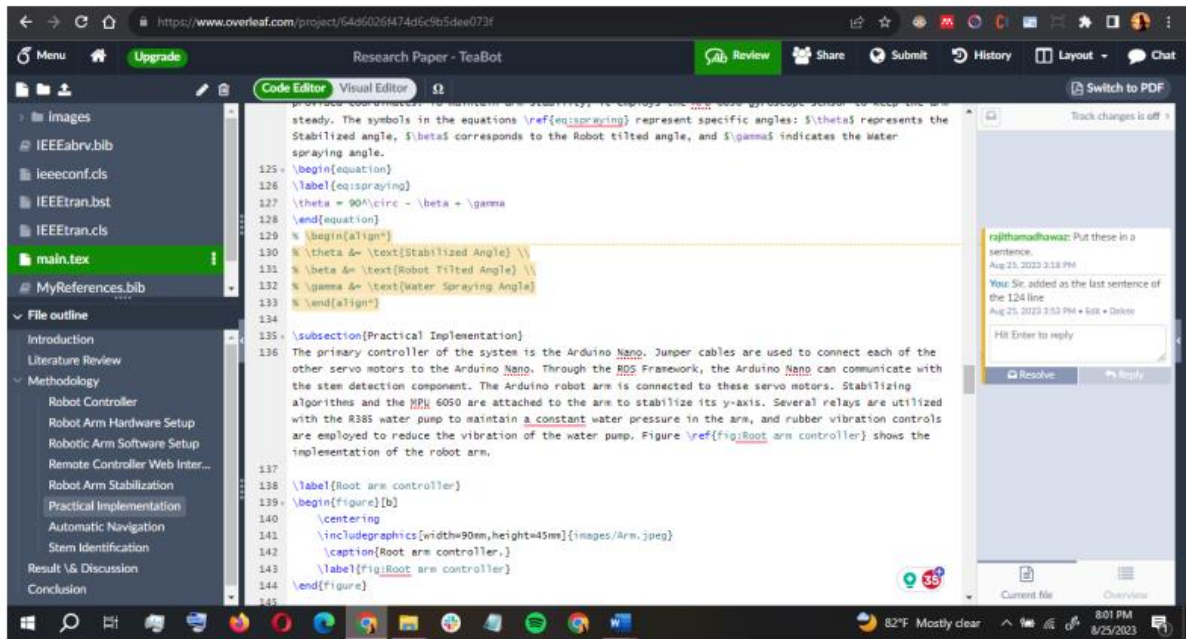 https://www.overleaf.com/project/64d6026f474d6c9b5dee073f
Menu
Upgrade
Research Paper - TeaBot
Review
Share
Submit
History
Layout
Chat
Code Editor
Visual Editor
Ω
Switch to PDF
images
IEEEabrv.bib
ieeeconf.cls
IEEEtran.bst
IEEEtran.cls
main.tex
MyReferences.bib
File outline
Introduction
Literature Review
Methodology
Robot Controller
Robot Arm Hardware Setup
Robotic Arm Software Setup
Remote Controller Web Inter...
Robot Arm Stabilization
Practical Implementation
Automatic Navigation
Stem Identification
Result \& Discussion
Conclusion
steady. The symbols in the equations \ref{eq:spraying} represent specific angles: $\theta$ represents the
Stabilized angle, $\beta$ corresponds to the Robot tilted angle, and $\gamma$ indicates the Water
spraying angle.
125 \begin{equation}
126 \label{eq:spraying}
127 \theta = 90^\circ - \beta + \gamma
128 \end{equation}
129 % \begin{align*}
130 % \theta &= \text{Stabilized Angle} \\
131 % \beta &= \text{Robot Tilted Angle} \\
132 % \gamma &= \text{Water Spraying Angle}
133 % \end{align*}
134
135 \subsection{Practical Implementation}
136 The primary controller of the system is the Arduino Nano. Jumper cables are used to connect each of the
other servo motors to the Arduino Nano. Through the ROS Framework, the Arduino Nano can communicate with
the stem detection component. The Arduino robot arm is connected to these servo motors. Stabilizing
algorithms and the MPU 6050 are attached to the arm to stabilize its y-axis. Several relays are utilized
with the R385 water pump to maintain a constant water pressure in the arm, and rubber vibration controls
are employed to reduce the vibration of the water pump. Figure \ref{fig:Root arm controller} shows the
implementation of the robot arm.
137
138 \label{Root arm controller}
139 \begin{figure}[b]
140 \centering
141 \includegraphics[width=90mm,height=45mm]{images/Arm.jpeg}
142 \caption{Root arm controller.}
143 \label{fig:Root arm controller}
144 \end{figure}
145
Track changes is off
rajithamadhawaz: Put these in a
sentence.
Aug 25, 2023 3:18 PM
You: Sir, added as the last sentence of
the 124 line
Aug 25, 2023 3:53 PM • Edit • Delete
Hit Enter to reply
Resolve
Reply
Current file
Overview
82°F Mostly clear
8:01 PM
8/25/2023